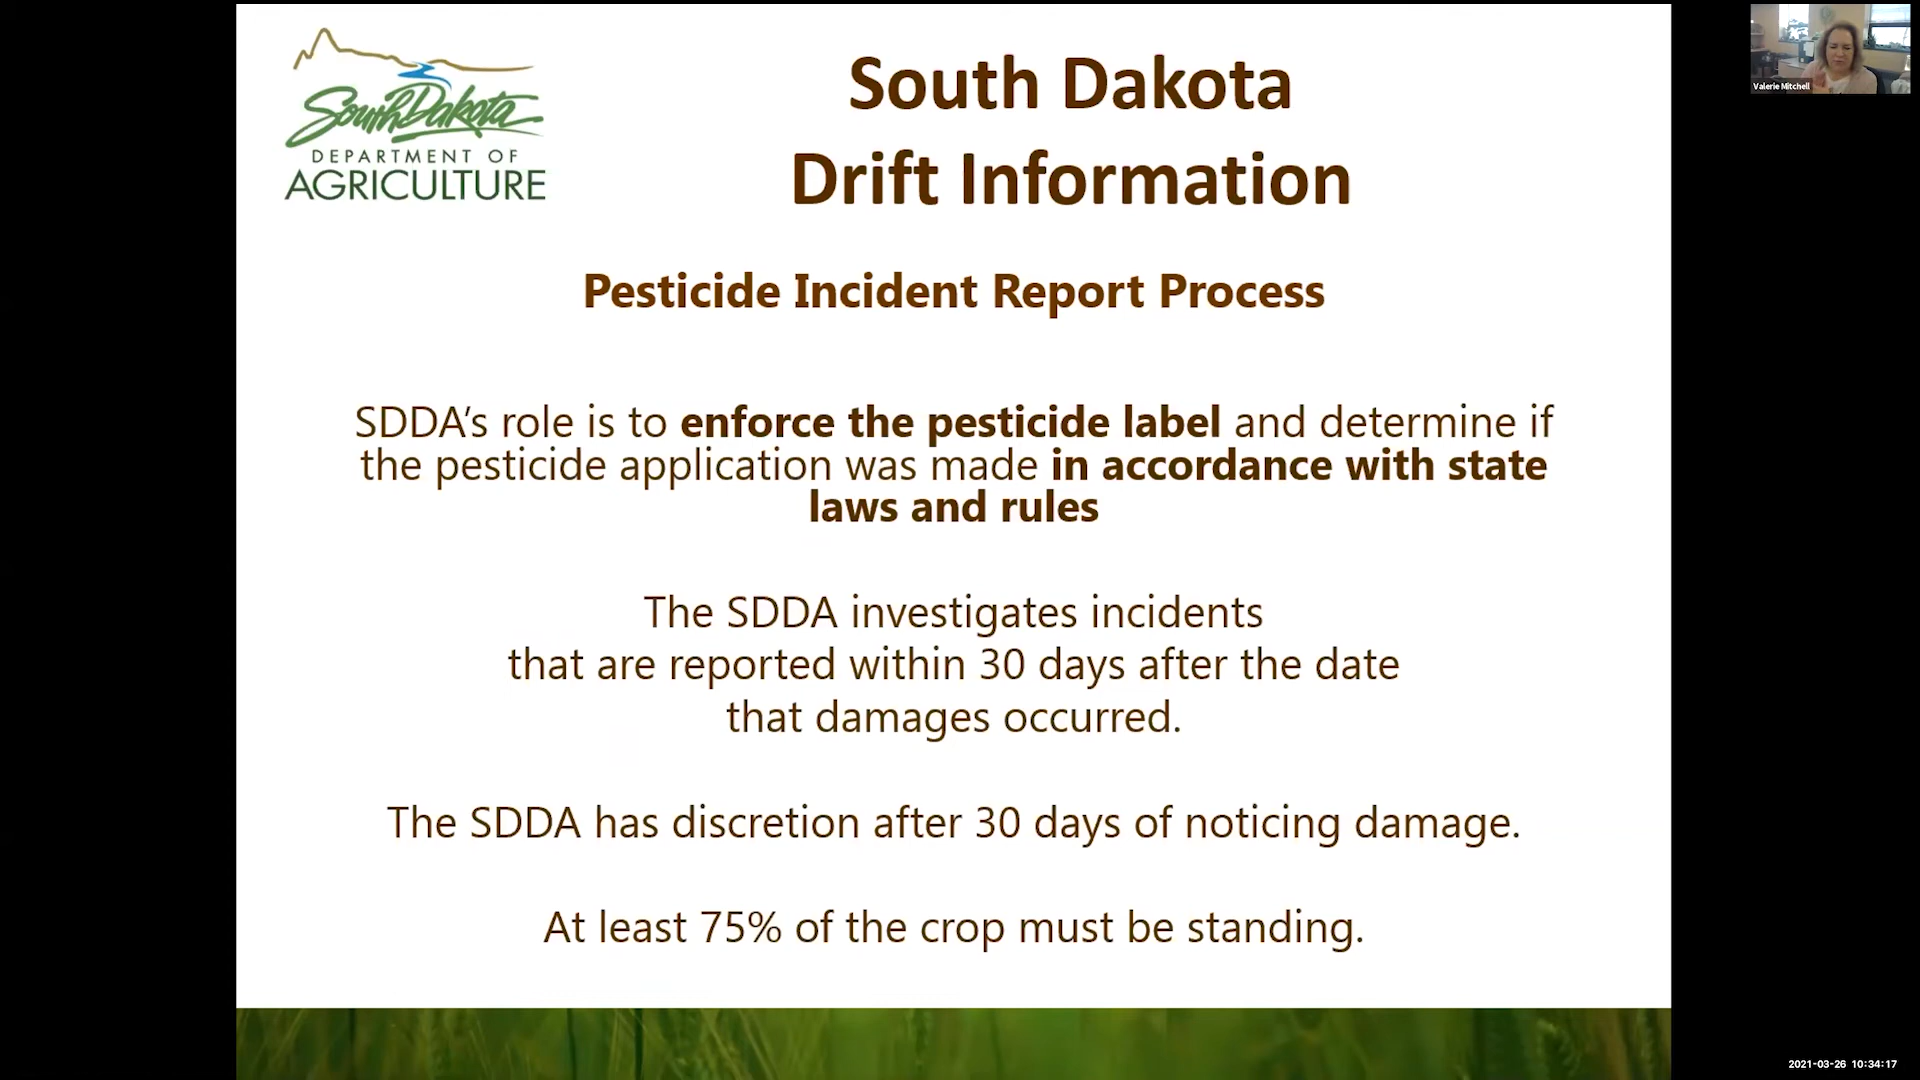 South Dakota
DEPARTMENT OF
AGRICULTURE
South Dakota
Drift Information
Pesticide Incident Report Process
SDDA’s role is to enforce the pesticide label and determine if
the pesticide application was made in accordance with state
laws and rules
The SDDA investigates incidents
that are reported within 30 days after the date
that damages occurred.
The SDDA has discretion after 30 days of noticing damage.
At least 75% of the crop must be standing.
Valerie Mitchell
2021-03-26 10:34:17